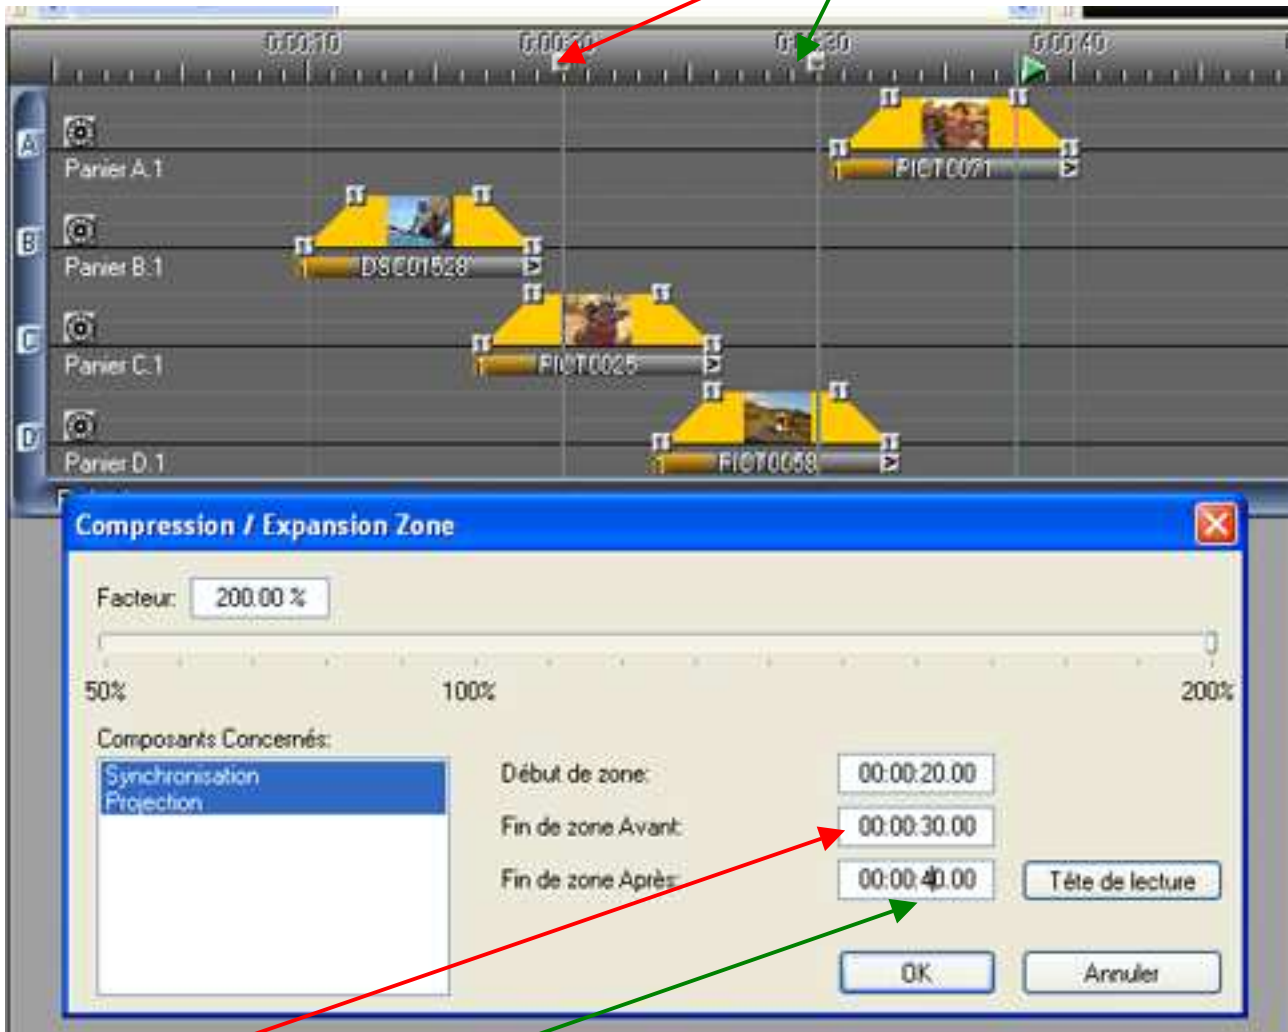 0:00:10 0:00:20 0:00:30 0:00:40
A
Panier A.1
PICT0071
B
Panier B.1
1 DSC01528 >
C
Panier C.1
1 PICT0025 >
D
Panier D.1
1 PICT0058 >
Compression / Expansion Zone
Facteur: 200.00 %
50% 100% 200%
Composants Concernés:
Synchronisation
Projection
Début de zone: 00:00:20.00
Fin de zone Avant: 00:00:30.00
Fin de zone Après: 00:00:40.00 Tête de lecture
OK Annuler